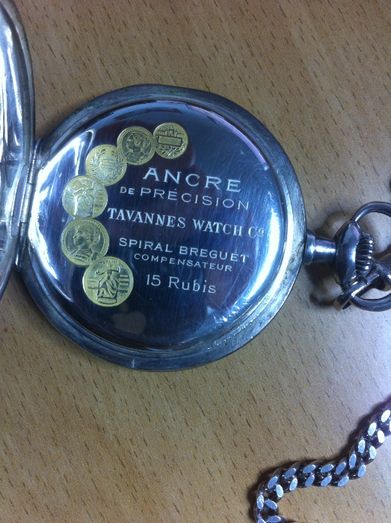 ANCRE
DE PRÉCISION
TAVANNES WATCH Co
SPIRAL BREGUET
COMPENSATEUR
15 Rubis